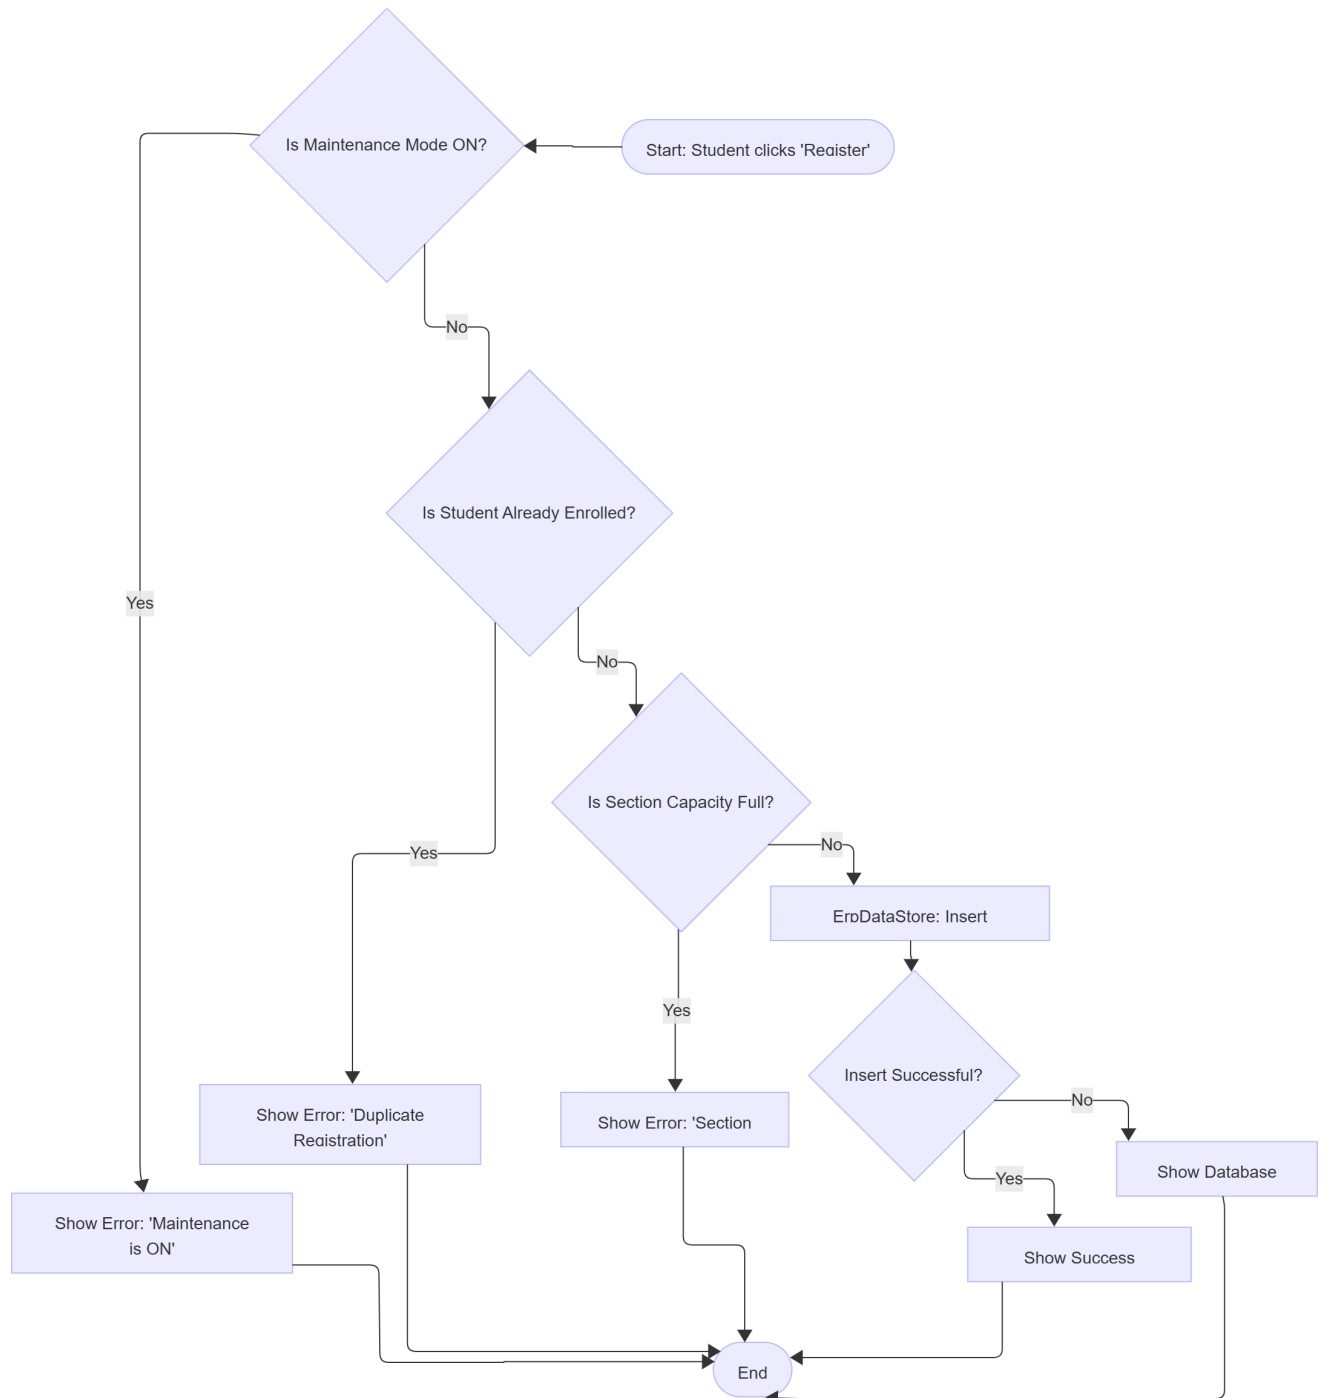 Is Maintenance Mode ON?
Start: Student clicks 'Register'
No
Is Student Already Enrolled?
Yes
No
Is Section Capacity Full?
No
Yes
ErpDataStore: Insert
Yes
Insert Successful?
No
Show Error: 'Duplicate
Registration'
Show Error: 'Section
Show Database
Yes
Show Error: 'Maintenance
is ON'
Show Success
End